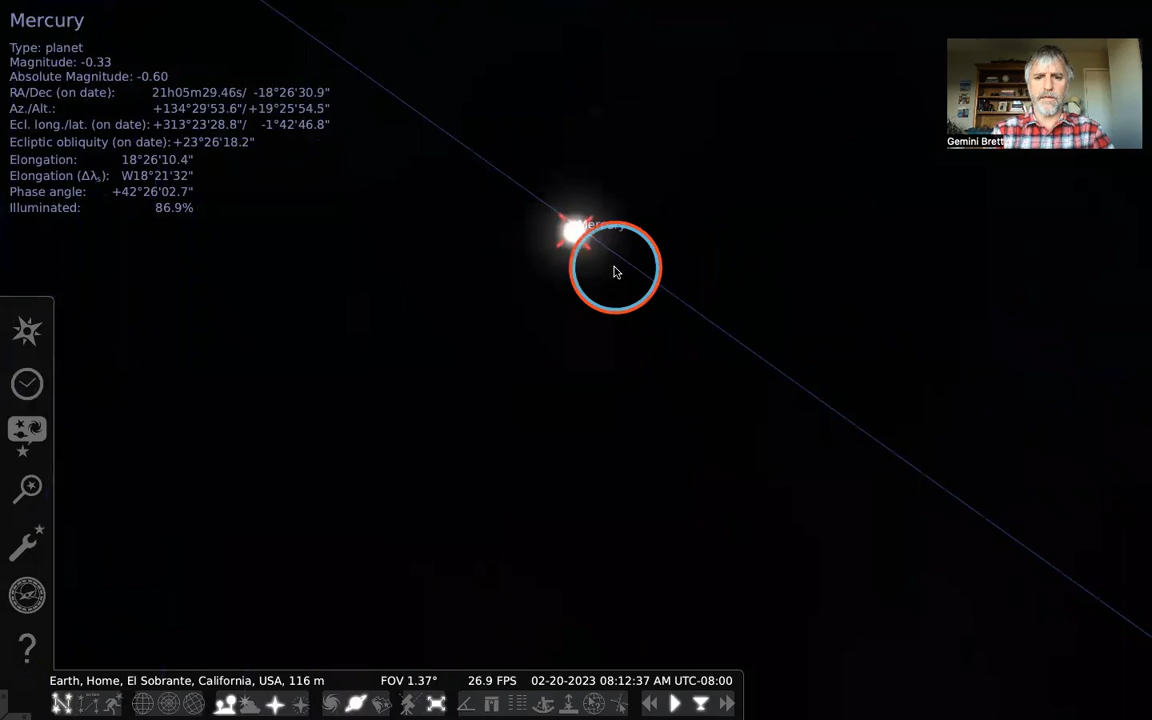 Mercury
Type: planet
Magnitude: -0.33
Absolute Magnitude: -0.60
RA/Dec (on date): 21h05m29.46s/ -18°26'30.9"
Az./Alt.: +134°29'53.6"/+19°25'54.5"
Ecl. long./lat. (on date): +313°23'28.8"/ -1°42'46.8"
Ecliptic obliquity (on date): +23°26'18.2"
Elongation: 18°26'10.4"
Elongation (Δλₛ): W18°21'32"
Phase angle: +42°26'02.7"
Illuminated: 86.9%
Gemini Brett
Mercury
Earth, Home, El Sobrante, California, USA, 116 m FOV 1.37° 26.9 FPS 02-20-2023 08:12:37 AM UTC-08:00